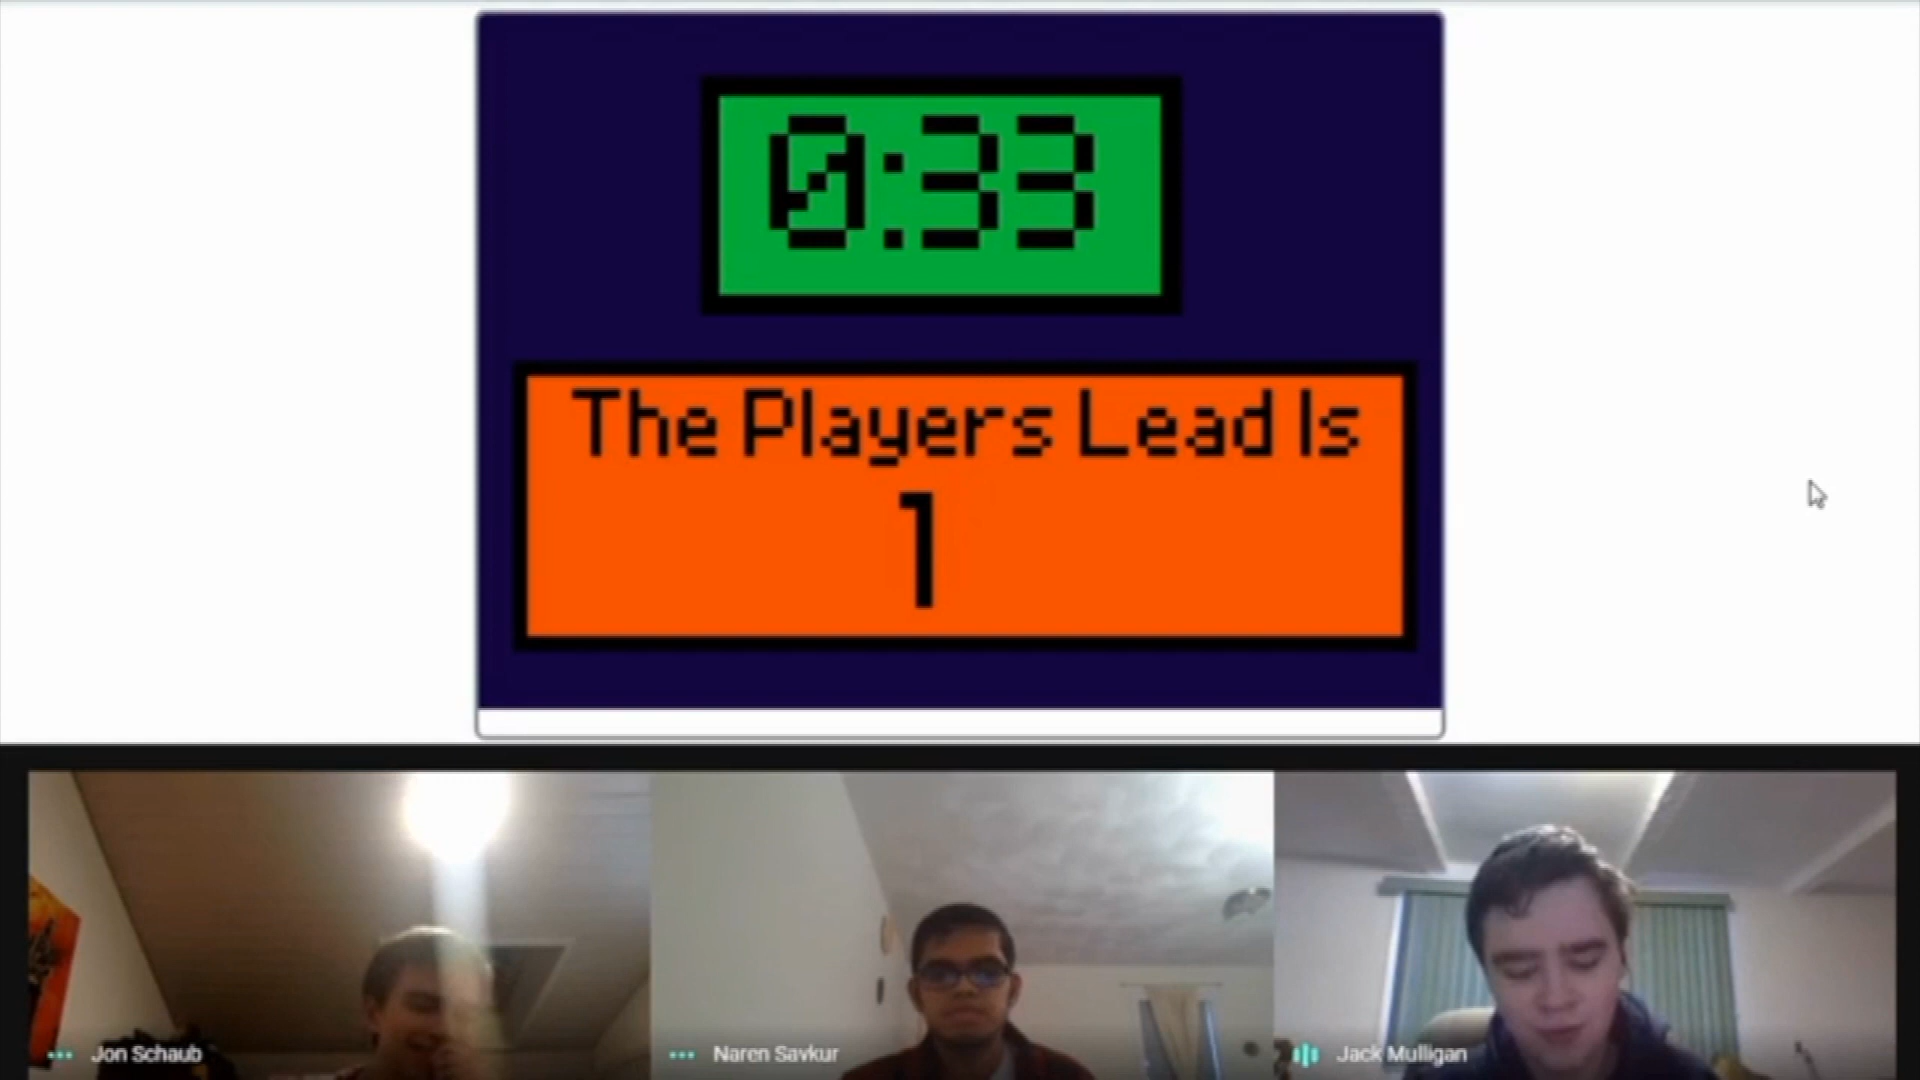 0:33
The Players Lead Is
1
Jon Schaub
Naren Savkur
Jack Mulligan